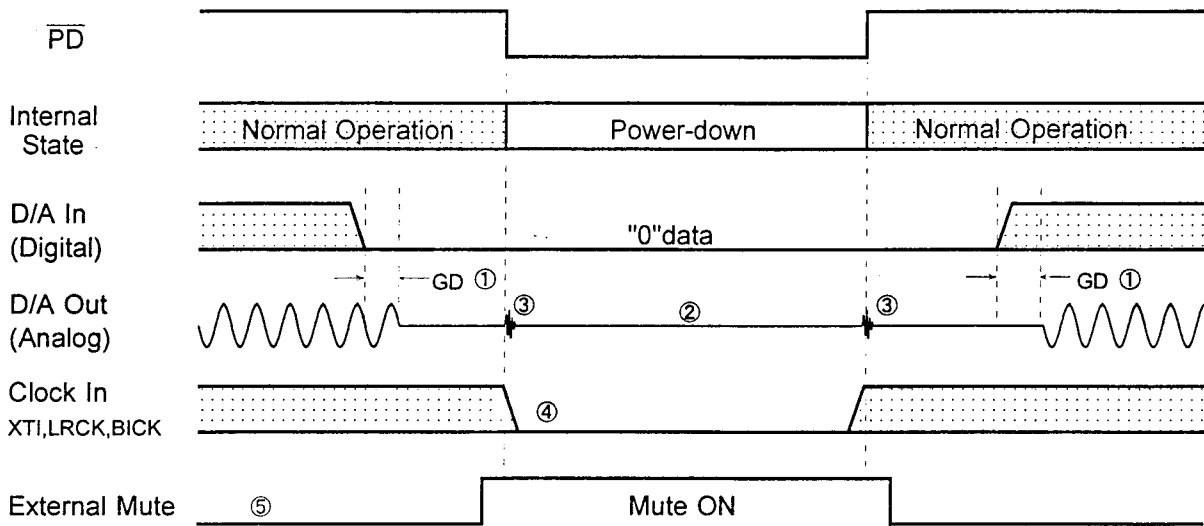 PD
Internal State
Normal Operation
Power-down
Normal Operation
D/A In (Digital)
"0"data
GD ①
GD ①
D/A Out (Analog)
③
②
③
Clock In
XTI,LRCK,BICK
④
External Mute
⑤
Mute ON